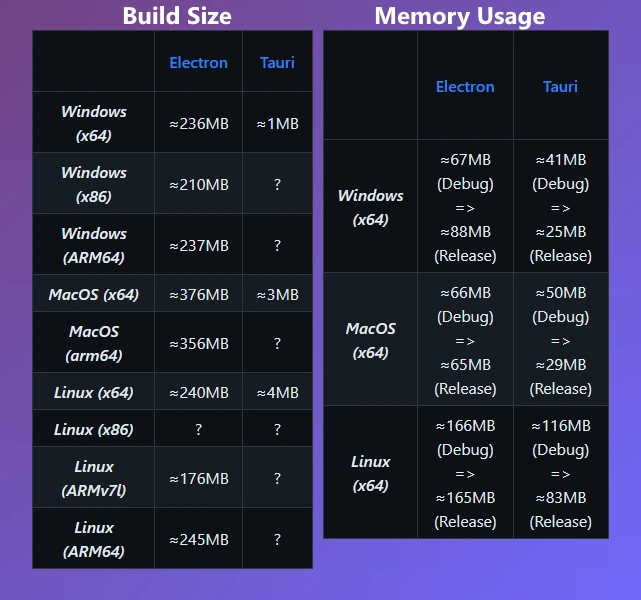 Build Size
Electron Tauri
Windows
(x64)
≈236MB ≈1MB
Windows
(x86)
≈210MB ?
Windows
(ARM64)
≈237MB ?
MacOS (x64) ≈376MB ≈3MB
MacOS
(arm64)
≈356MB ?
Linux (x64) ≈240MB ≈4MB
Linux (x86) ? ?
Linux
(ARMv7l)
≈176MB ?
Linux
(ARM64)
≈245MB ?
Memory Usage
Electron Tauri
Windows
(x64)
≈67MB
(Debug)
=>
≈88MB
(Release)
≈41MB
(Debug)
=>
≈25MB
(Release)
MacOS
(x64)
≈66MB
(Debug)
=>
≈65MB
(Release)
≈50MB
(Debug)
=>
≈29MB
(Release)
Linux
(x64)
≈166MB
(Debug)
=>
≈165MB
(Release)
≈116MB
(Debug)
=>
≈83MB
(Release)